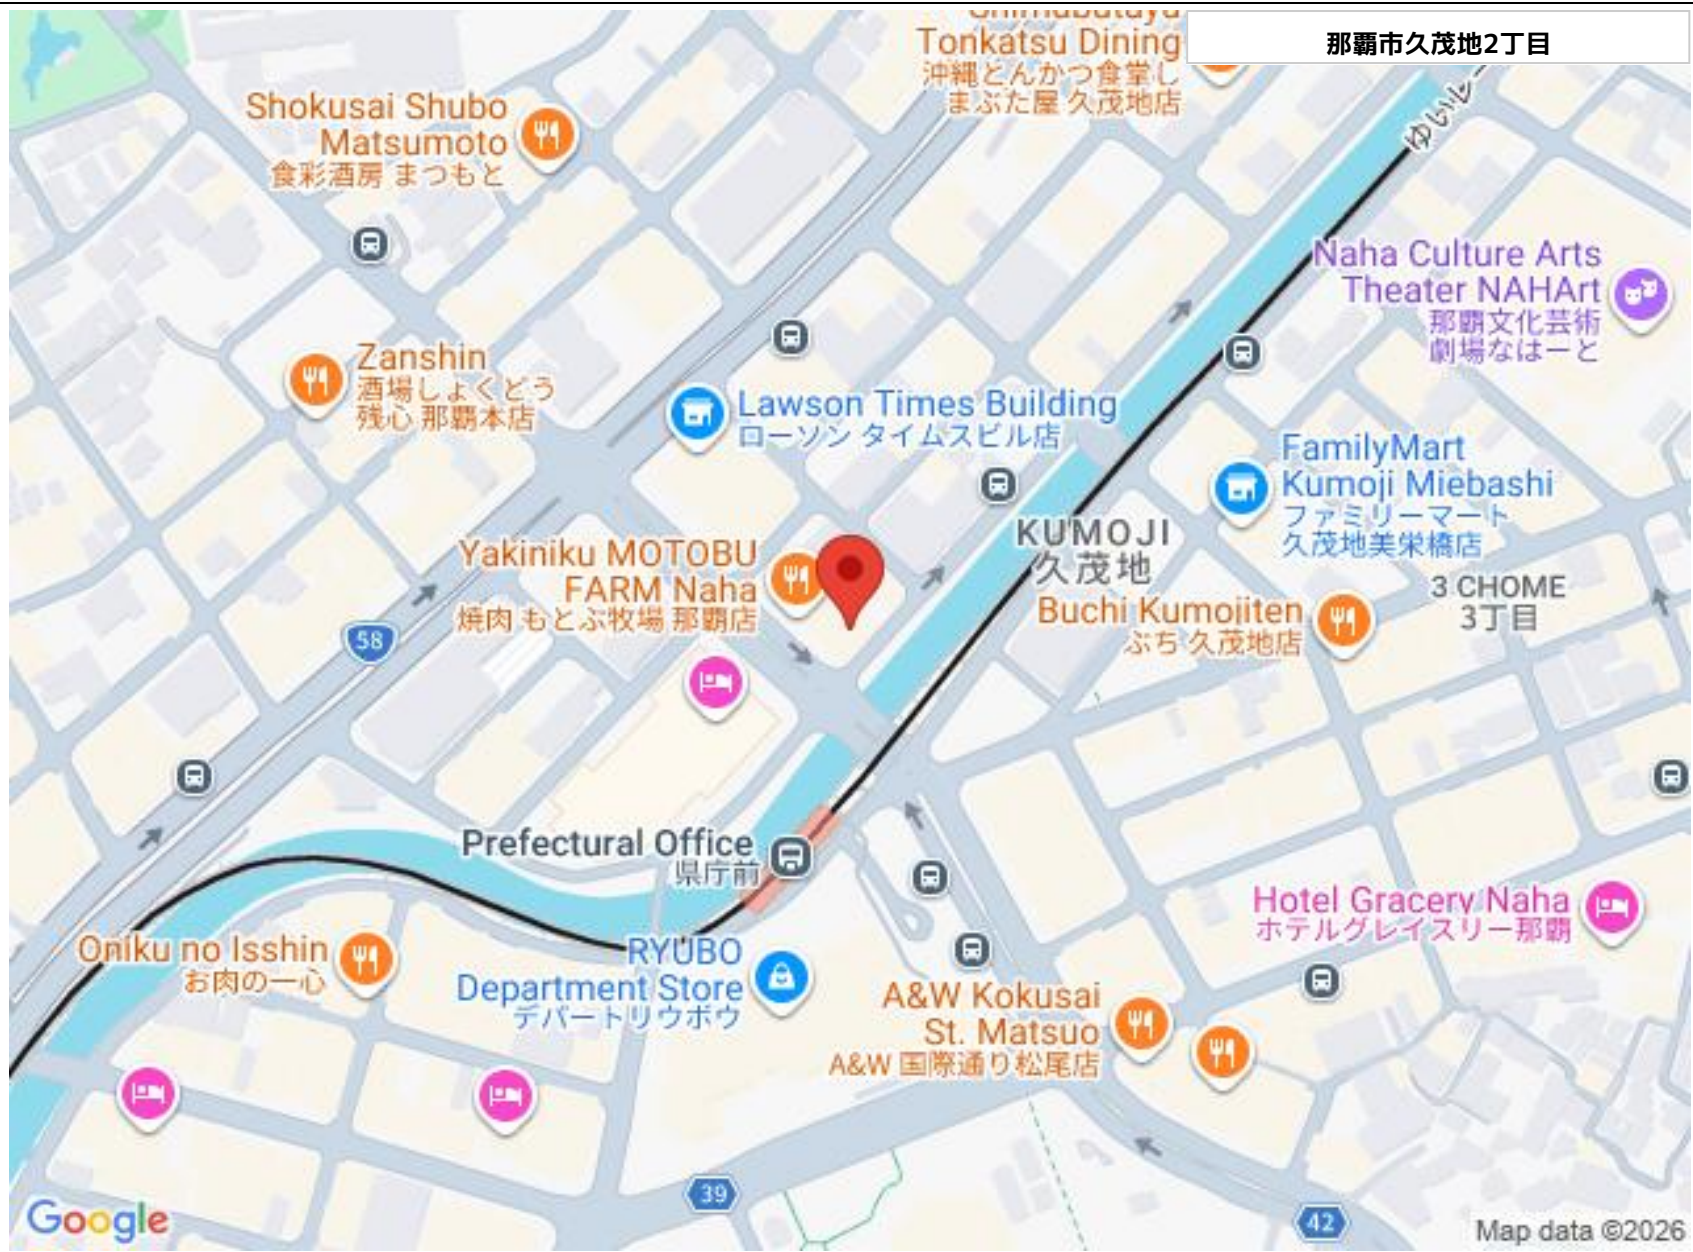 那覇市久茂地2丁目
Tonkatsu Dining
沖縄とんかつ食堂し
まぶた屋 久茂地店
Shokusai Shubo
Matsumoto
食彩酒房 まつもと
Naha Culture Arts
Theater NAHArt
那覇文化芸術
劇場なはーと
Zanshin
酒場しょくどう
残心 那覇本店
Lawson Times Building
ローソン タイムスビル店
FamilyMart
Kumoji Miebashi
ファミリーマート
久茂地美栄橋店
KUMOJI
久茂地
Yakiniku MOTOBU
FARM Naha
焼肉 もとぶ牧場 那覇店
3 CHOME
3丁目
Buchi Kumojiten
ぶち 久茂地店
58
Prefectural Office
県庁前
Hotel Gracery Naha
ホテルグレイスリー那覇
Oniku no Isshin
お肉の一心
RYUBO
Department Store
デパートリウボウ
A&W Kokusai
St. Matsuo
A&W 国際通り松尾店
39
42
Google
Map data ©2026